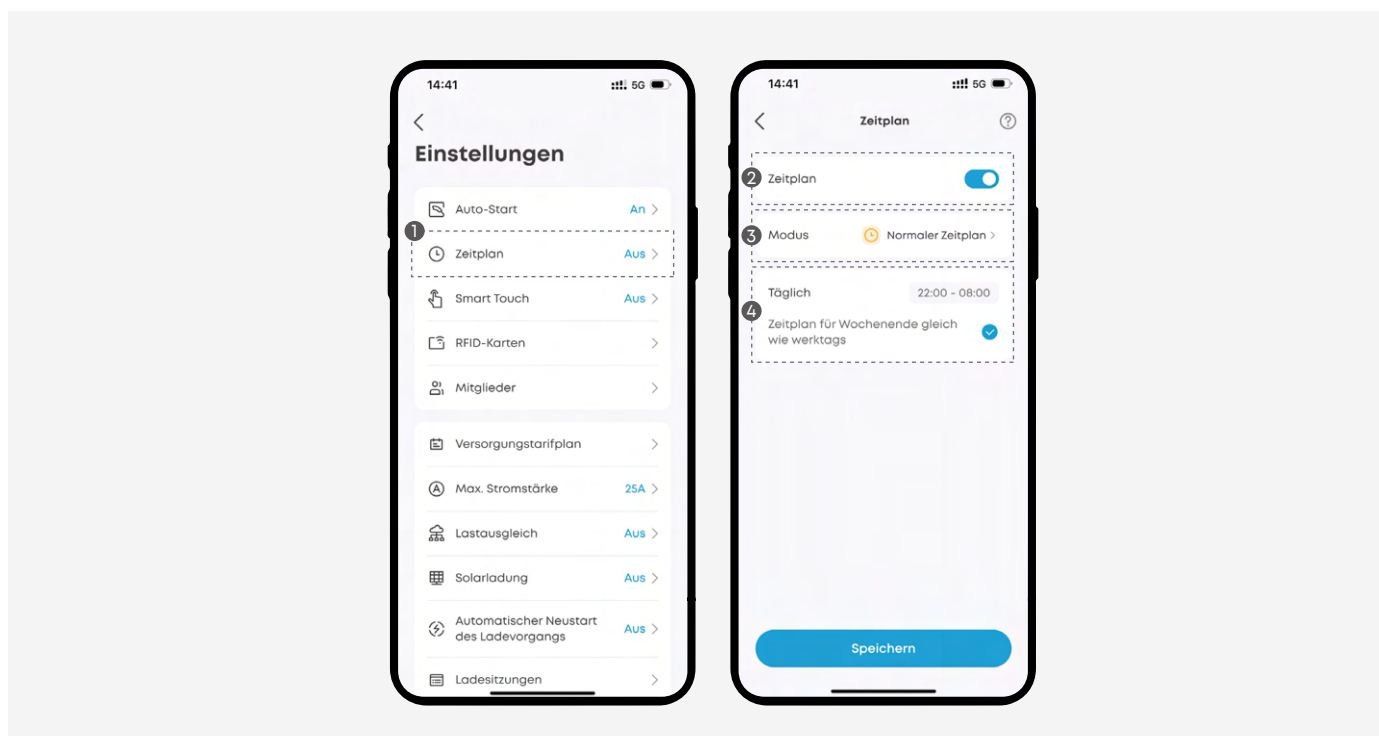 14:41
5G
Einstellungen
Auto-Start An
1
Zeitplan Aus
Smart Touch Aus
RFID-Karten
Mitglieder
Versorgungstarifplan
Max. Stromstärke 25A
Lastausgleich Aus
Solarladung Aus
Automatischer Neustart
des Ladevorgangs Aus
Ladesitzungen
14:41
5G
Zeitplan ?
2 Zeitplan
3 Modus Normaler Zeitplan
Täglich 22:00 - 08:00
4
Zeitplan für Wochenende gleich
wie werktags
Speichern